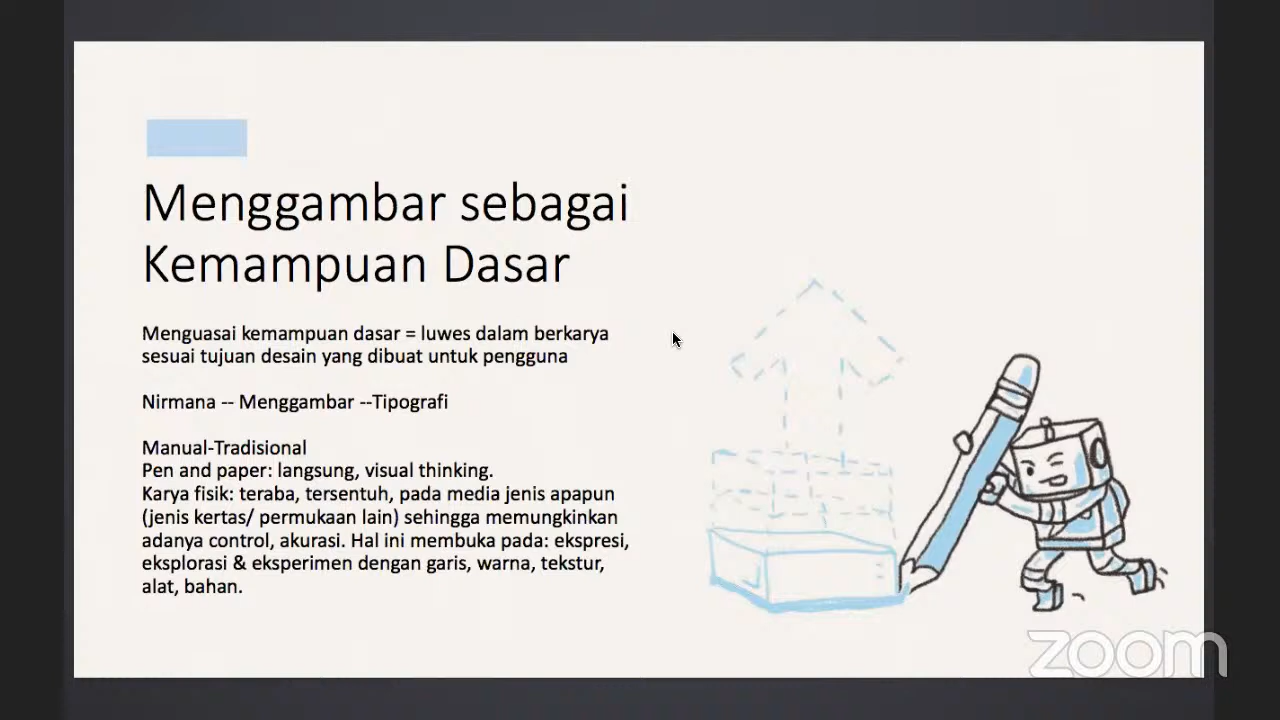 Menggambar sebagai
Kemampuan Dasar
Menguasai kemampuan dasar = luwes dalam berkarya
sesuai tujuan desain yang dibuat untuk pengguna
Nirmana -- Menggambar --Tipografi
Manual-Tradisional
Pen and paper: langsung, visual thinking.
Karya fisik: teraba, tersentuh, pada media jenis apapun
(jenis kertas/ permukaan lain) sehingga memungkinkan
adanya control, akurasi. Hal ini membuka pada: ekspresi,
eksplorasi & eksperimen dengan garis, warna, tekstur,
alat, bahan.
zoom